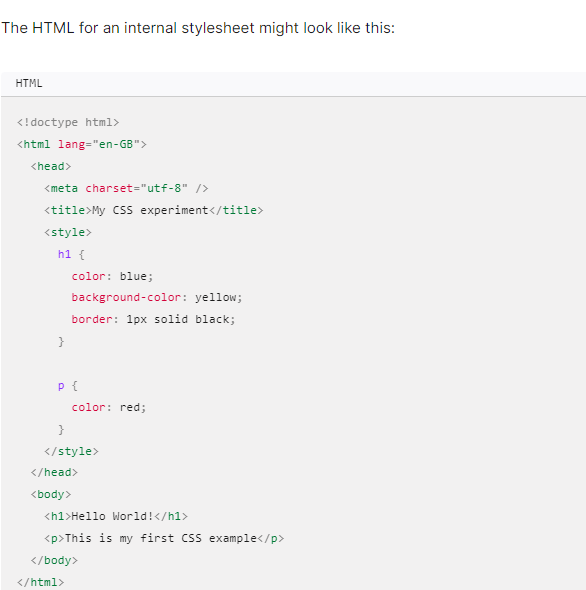 The HTML for an internal stylesheet might look like this:
HTML
<!doctype html>
<html lang="en-GB">
  <head>
    <meta charset="utf-8" />
    <title>My CSS experiment</title>
    <style>
      h1 {
        color: blue;
        background-color: yellow;
        border: 1px solid black;
      }

      p {
        color: red;
      }
    </style>
  </head>
  <body>
    <h1>Hello World!</h1>
    <p>This is my first CSS example</p>
  </body>
</html>